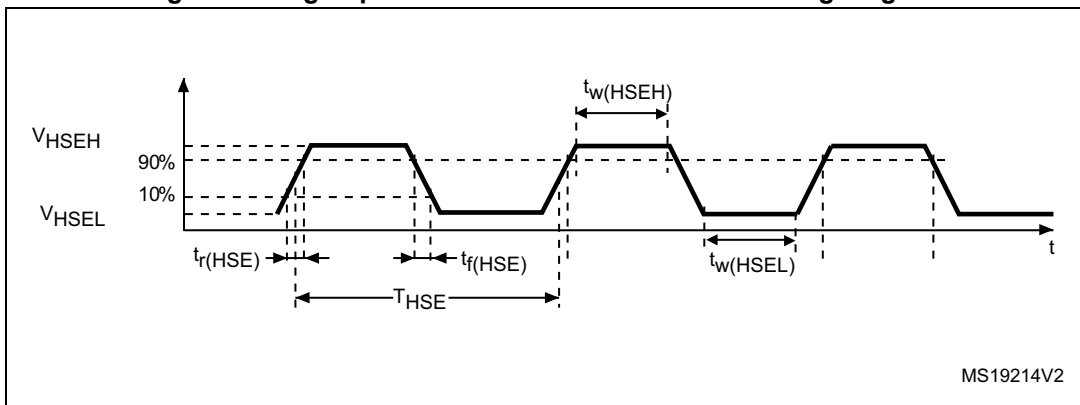 tw(HSEH)
VHSEH
90%
10%
VHSEL
tr(HSE)
tf(HSE)
tw(HSEL)
t
THSE
MS19214V2